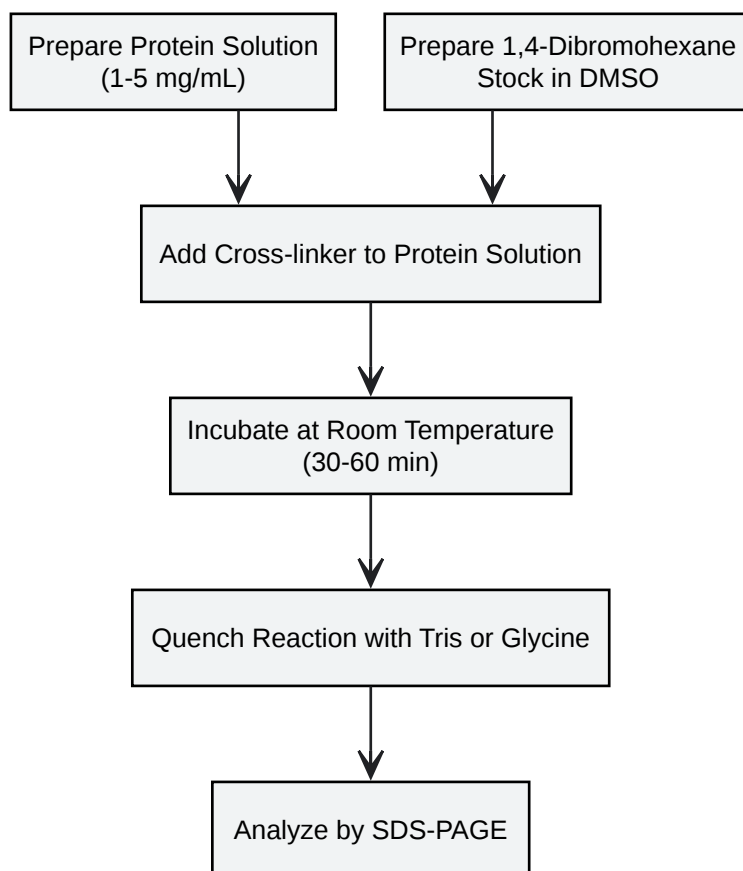 Prepare Protein Solution
(1-5 mg/mL)
Prepare 1,4-Dibromohexane
Stock in DMSO
Add Cross-linker to Protein Solution
Incubate at Room Temperature
(30-60 min)
Quench Reaction with Tris or Glycine
Analyze by SDS-PAGE